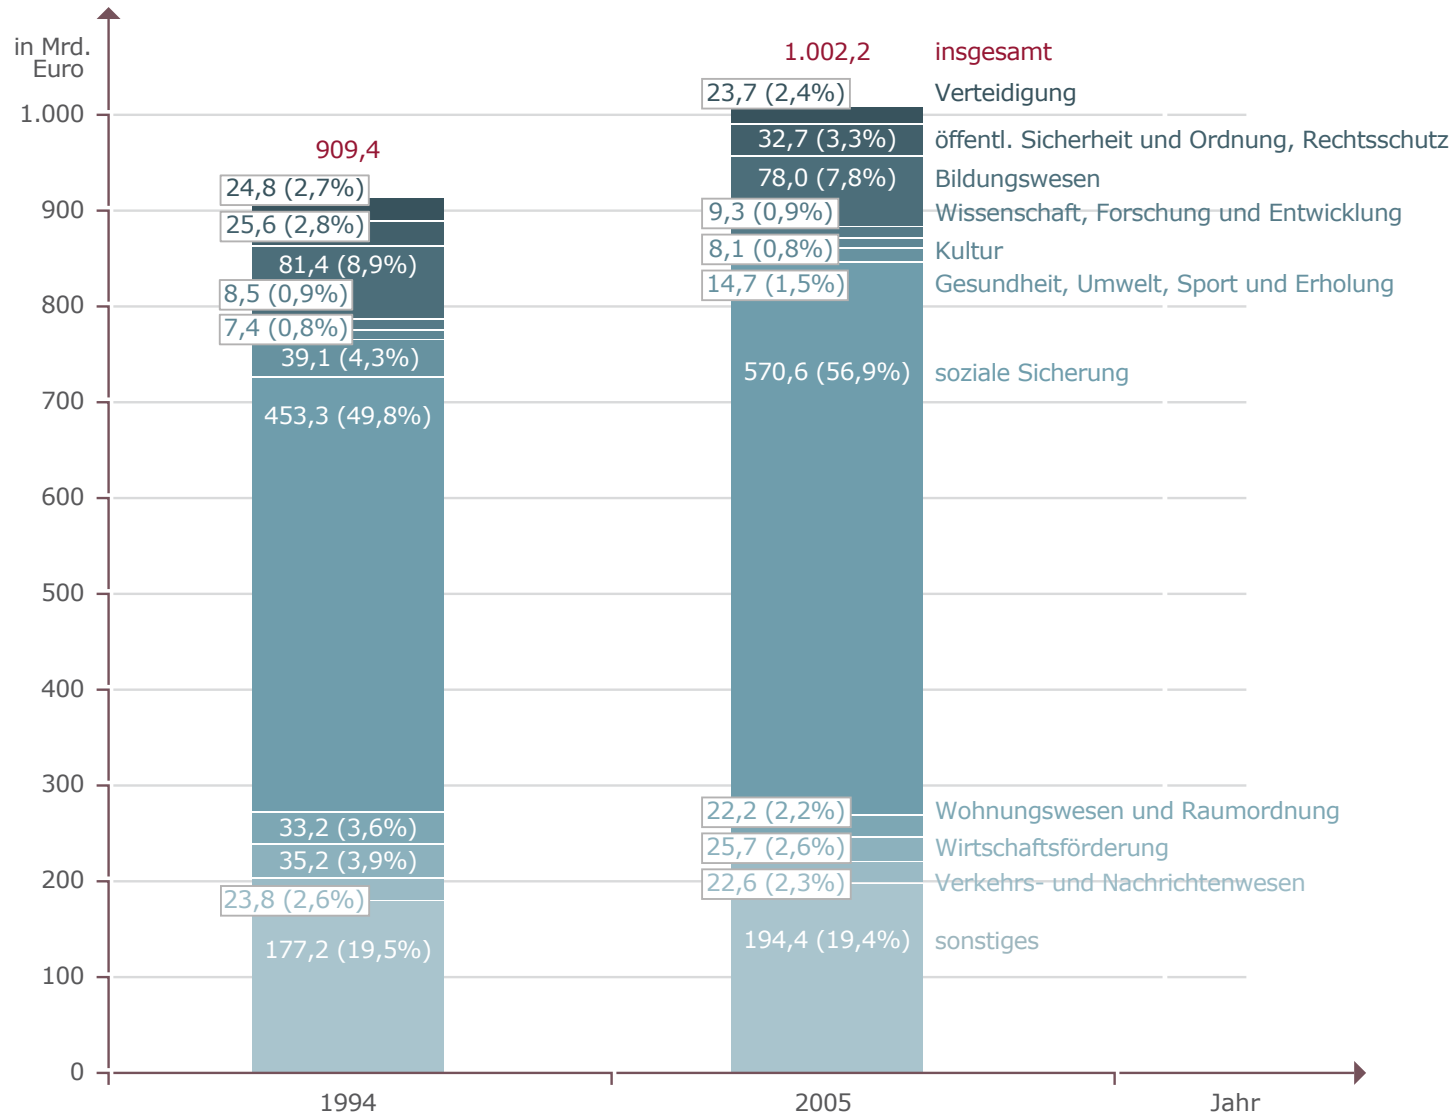 in Mrd.
Euro
1.002,2 insgesamt
23,7 (2,4%) Verteidigung
1.000
32,7 (3,3%) öffentl. Sicherheit und Ordnung, Rechtsschutz
909,4
78,0 (7,8%) Bildungswesen
24,8 (2,7%)
900
9,3 (0,9%) Wissenschaft, Forschung und Entwicklung
25,6 (2,8%)
8,1 (0,8%) Kultur
81,4 (8,9%)
14,7 (1,5%) Gesundheit, Umwelt, Sport und Erholung
8,5 (0,9%)
800
7,4 (0,8%)
39,1 (4,3%)
570,6 (56,9%) soziale Sicherung
700
453,3 (49,8%)
600
500
400
300
22,2 (2,2%) Wohnungswesen und Raumordnung
33,2 (3,6%)
25,7 (2,6%) Wirtschaftsförderung
35,2 (3,9%)
200
22,6 (2,3%) Verkehrs- und Nachrichtenwesen
23,8 (2,6%)
194,4 (19,4%) sonstiges
177,2 (19,5%)
100
0
1994 2005 Jahr